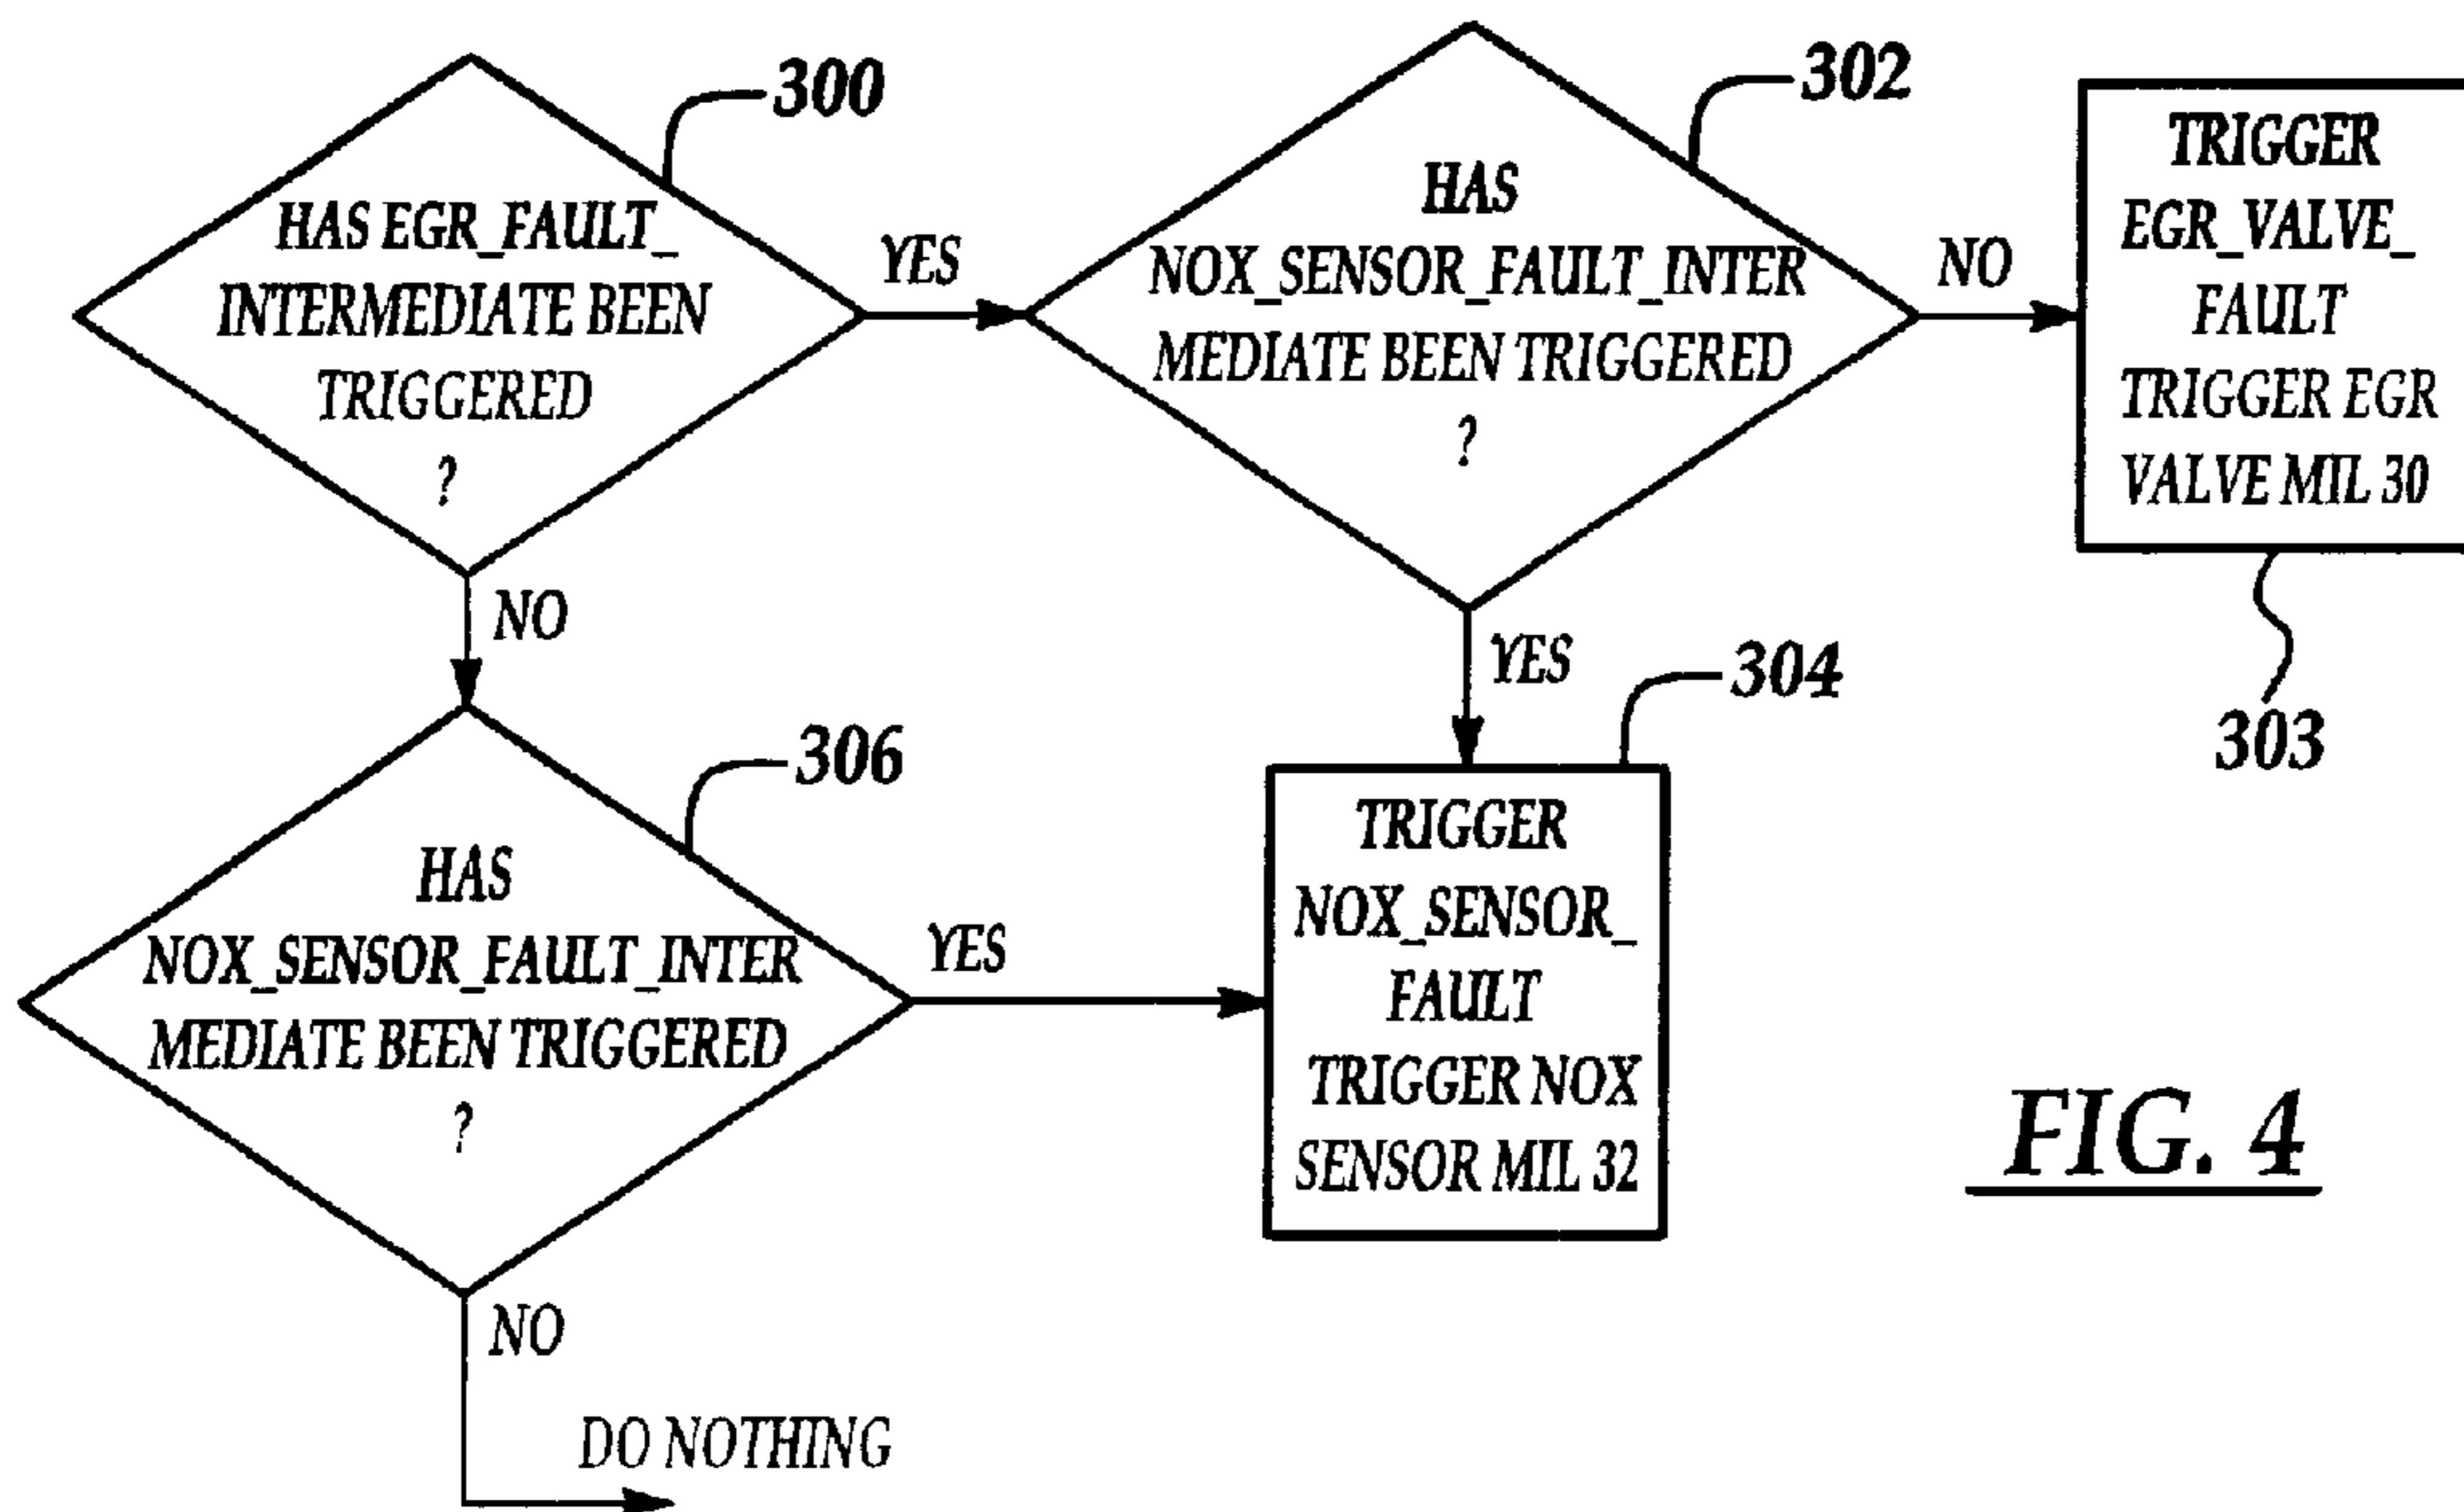 300
HAS EGR_FAULT_
INTERMEDIATE BEEN
TRIGGERED
?
YES
NO
302
HAS
NOX_SENSOR_FAULT_INTER
MEDIATE BEEN TRIGGERED
?
NO
YES
TRIGGER
EGR_VALVE_
FAULT
TRIGGER EGR
VALVE MIL 30
303
306
HAS
NOX_SENSOR_FAULT_INTER
MEDIATE BEEN TRIGGERED
?
YES
NO
DO NOTHING
304
TRIGGER
NOX_SENSOR_
FAULT
TRIGGER NOX
SENSOR MIL 32
FIG. 4